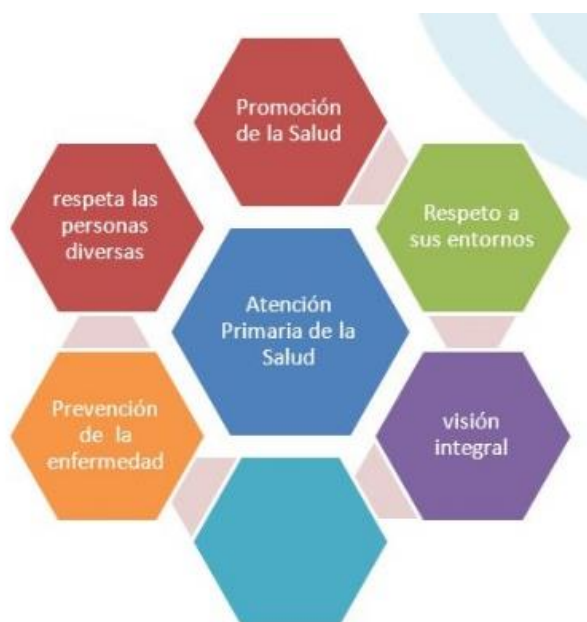 Promoción
de la Salud
respeta las
personas
diversas
Respeto a
sus entornos
Atención
Primaria de la
Salud
Prevención
de la
enfermedad
visión
integral